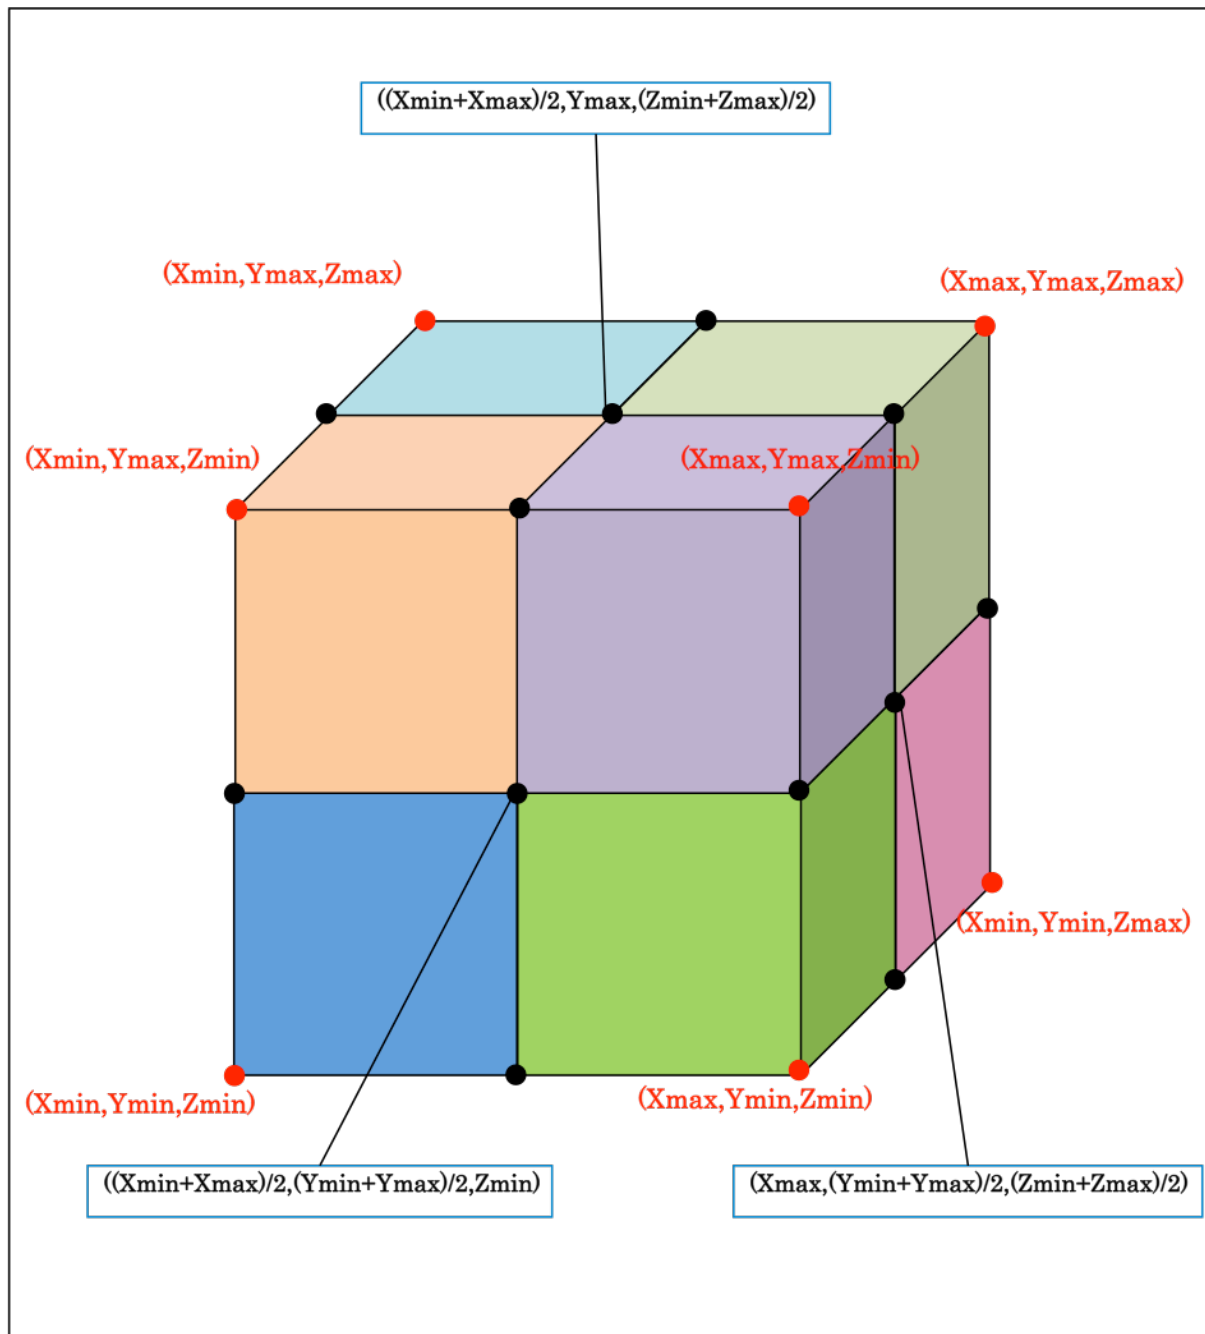 ((Xmin+Xmax)/2,Ymax,(Zmin+Zmax)/2)
(Xmin,Ymax,Zmax)
(Xmax,Ymax,Zmax)
(Xmin,Ymax,Zmin)
(Xmax,Ymax,Zmin)
(Xmin,Ymin,Zmax)
(Xmin,Ymin,Zmin)
(Xmax,Ymin,Zmin)
((Xmin+Xmax)/2,(Ymin+Ymax)/2,Zmin)
(Xmax,(Ymin+Ymax)/2,(Zmin+Zmax)/2)